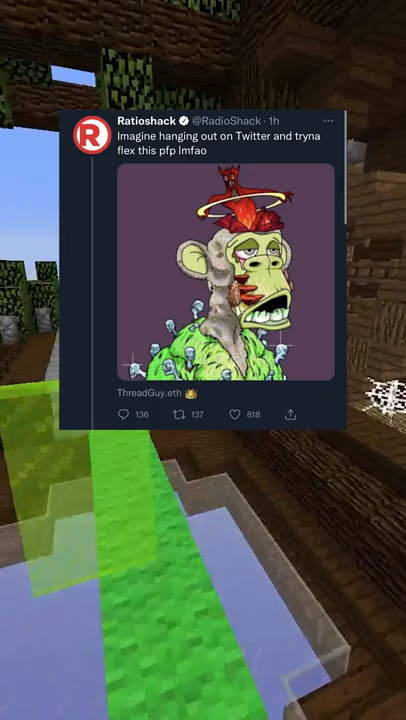 Ratioshack @RadioShack · 1h
Imagine hanging out on Twitter and tryna
flex this pfp lmfao
ThreadGuy.eth 👑
136 137 818